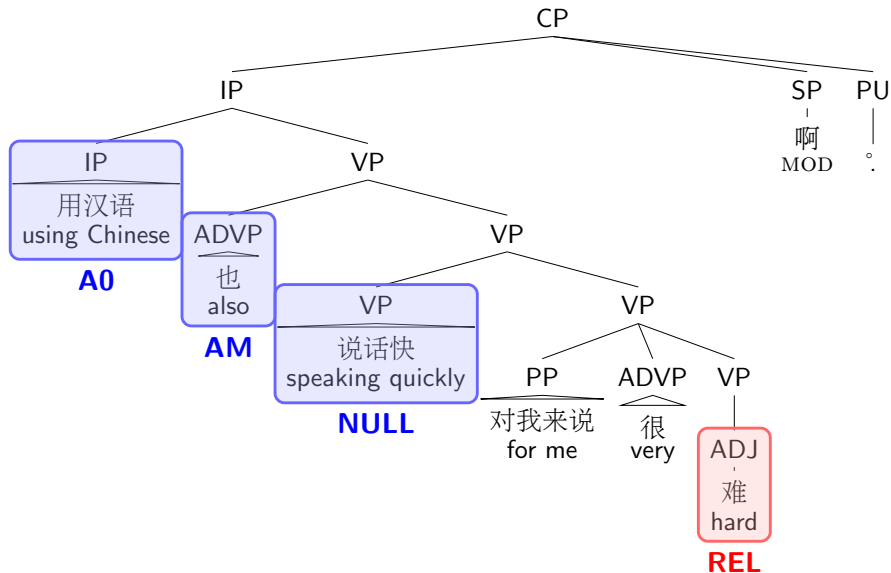 CP
IP SP PU
啊 。
MOD .
IP VP
用汉语
using Chinese
A0
ADVP VP
也
also
AM
VP VP
说话快
speaking quickly
NULL
PP ADVP VP
对我来说 很
for me very
ADJ
难
hard
REL